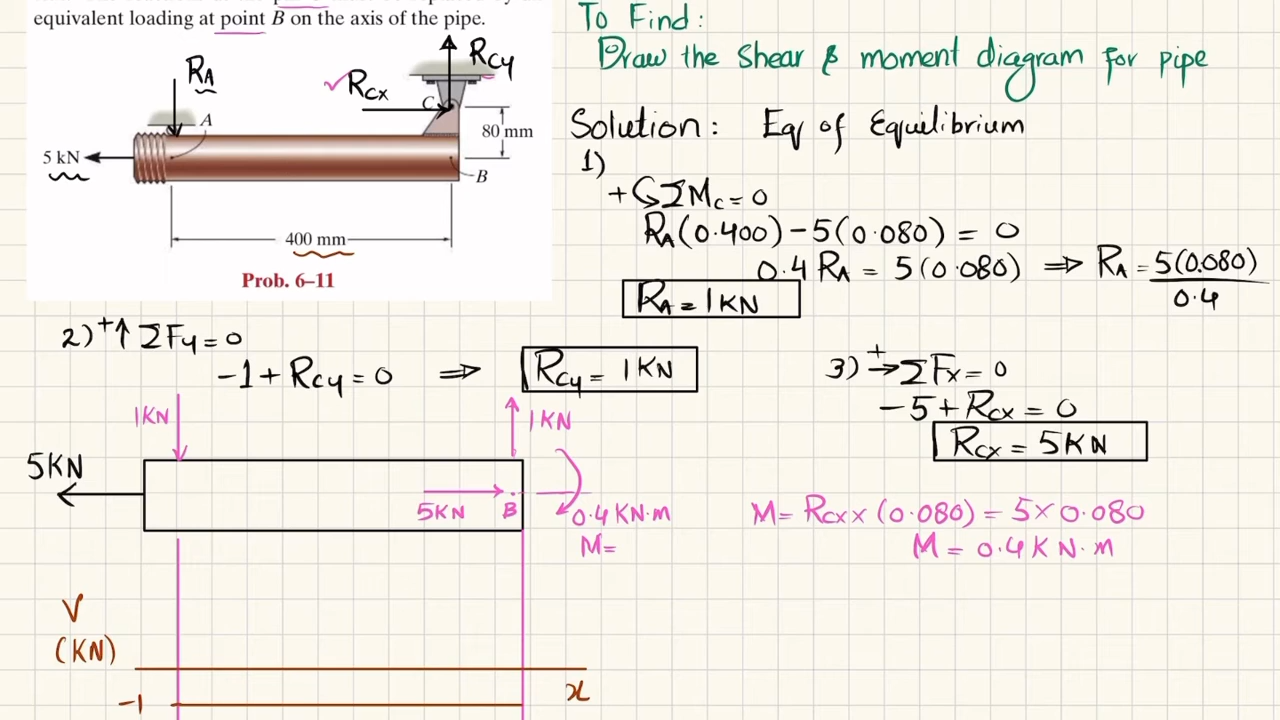 equivalent loading at point B on the axis of the pipe.
RA
RCx
RCy
C
A
80 mm
5 kN
B
400 mm
Prob. 6–11
To Find:
Draw the Shear & moment diagram for pipe
Solution: Eq of Equilibrium
1)
+ ΣMc = 0
RA(0.400) - 5(0.080) = 0
0.4 RA = 5(0.080) ⇒ RA = 5(0.080)/0.4
RA = 1KN
2) +↑ ΣFy = 0
-1 + RCy = 0 ⇒ RCy = 1KN
3) +→ ΣFx = 0
-5 + RCx = 0
RCx = 5KN
1KN
1KN
5KN
5KN
B
0.4 KN·m
M=
M = RCx x (0.080) = 5 x 0.080
M = 0.4 KN·m
V
(KN)
x
-1